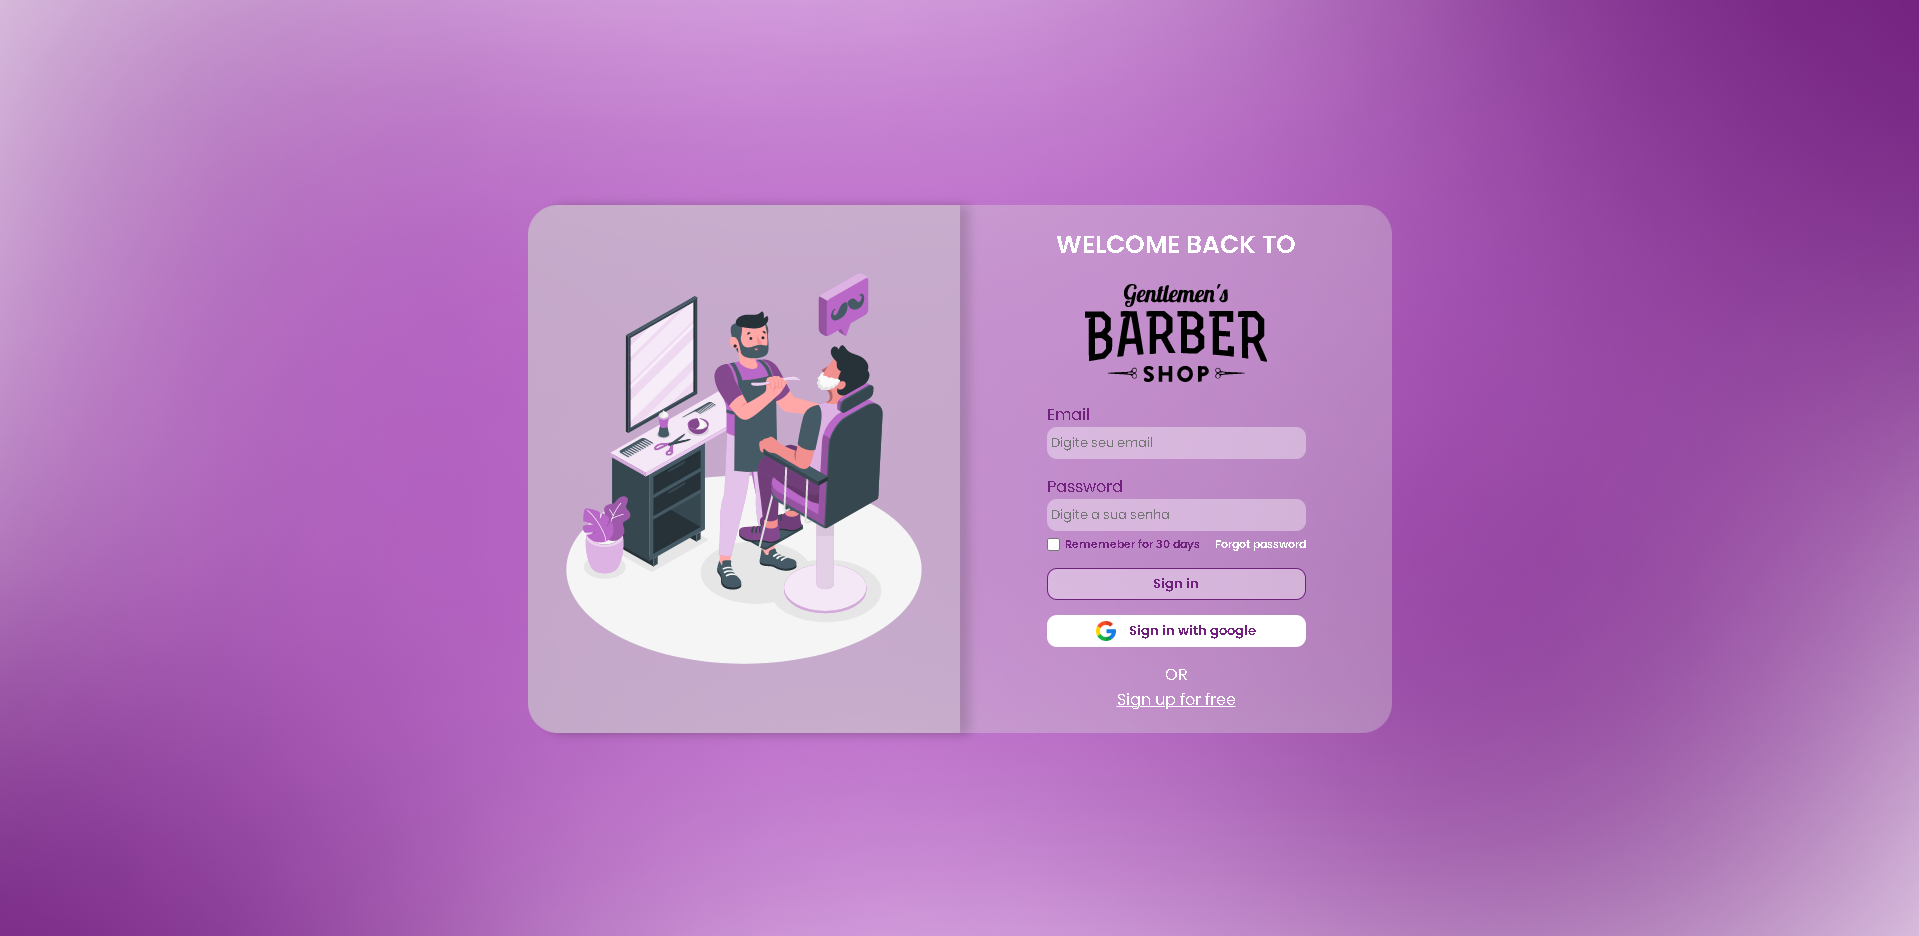 WELCOME BACK TO
Gentlemen's
BARBER
SHOP
Email
Digite seu email
Password
Digite a sua senha
Rememeber for 30 days Forgot password
Sign in
Sign in with google
OR
Sign up for free